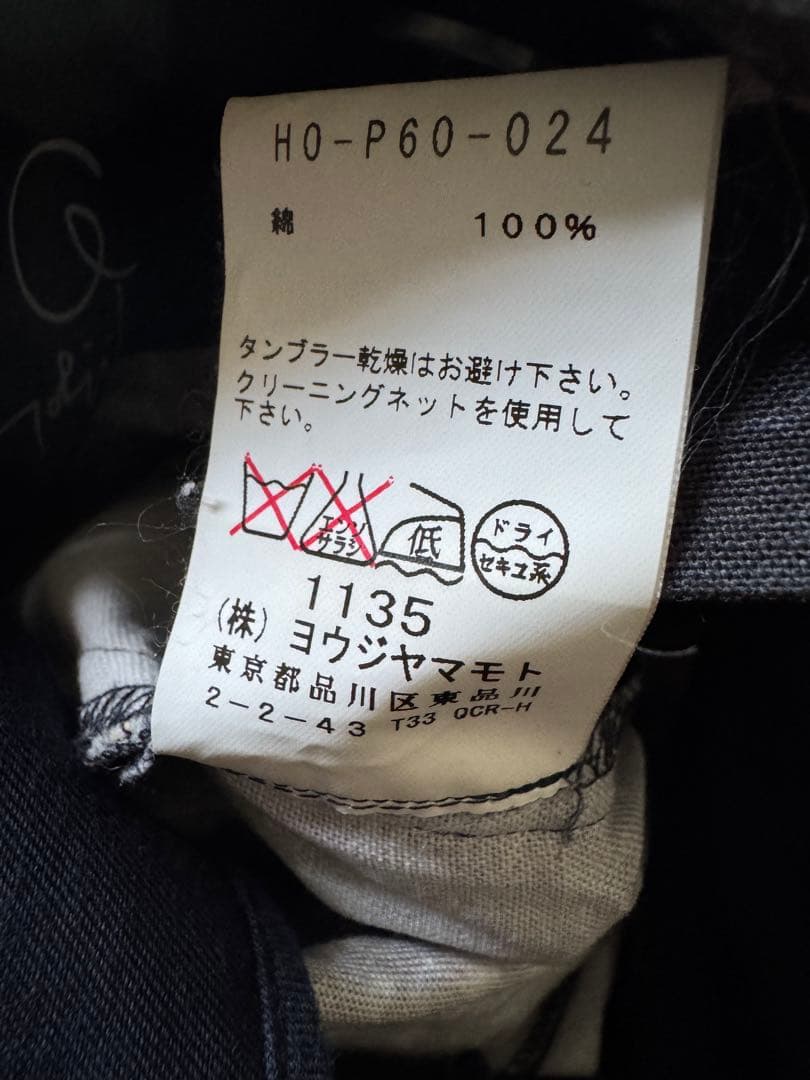 HO-P60-024
綿 100%
タンブラー乾燥はお避け下さい。
クリーニングネットを使用して
下さい。
エンソ
サラシ
低
ドライ
セキユ系
1135
(株) ヨウジヤマモト
東京都品川区東品川
2-2-43 T33 QCR-H